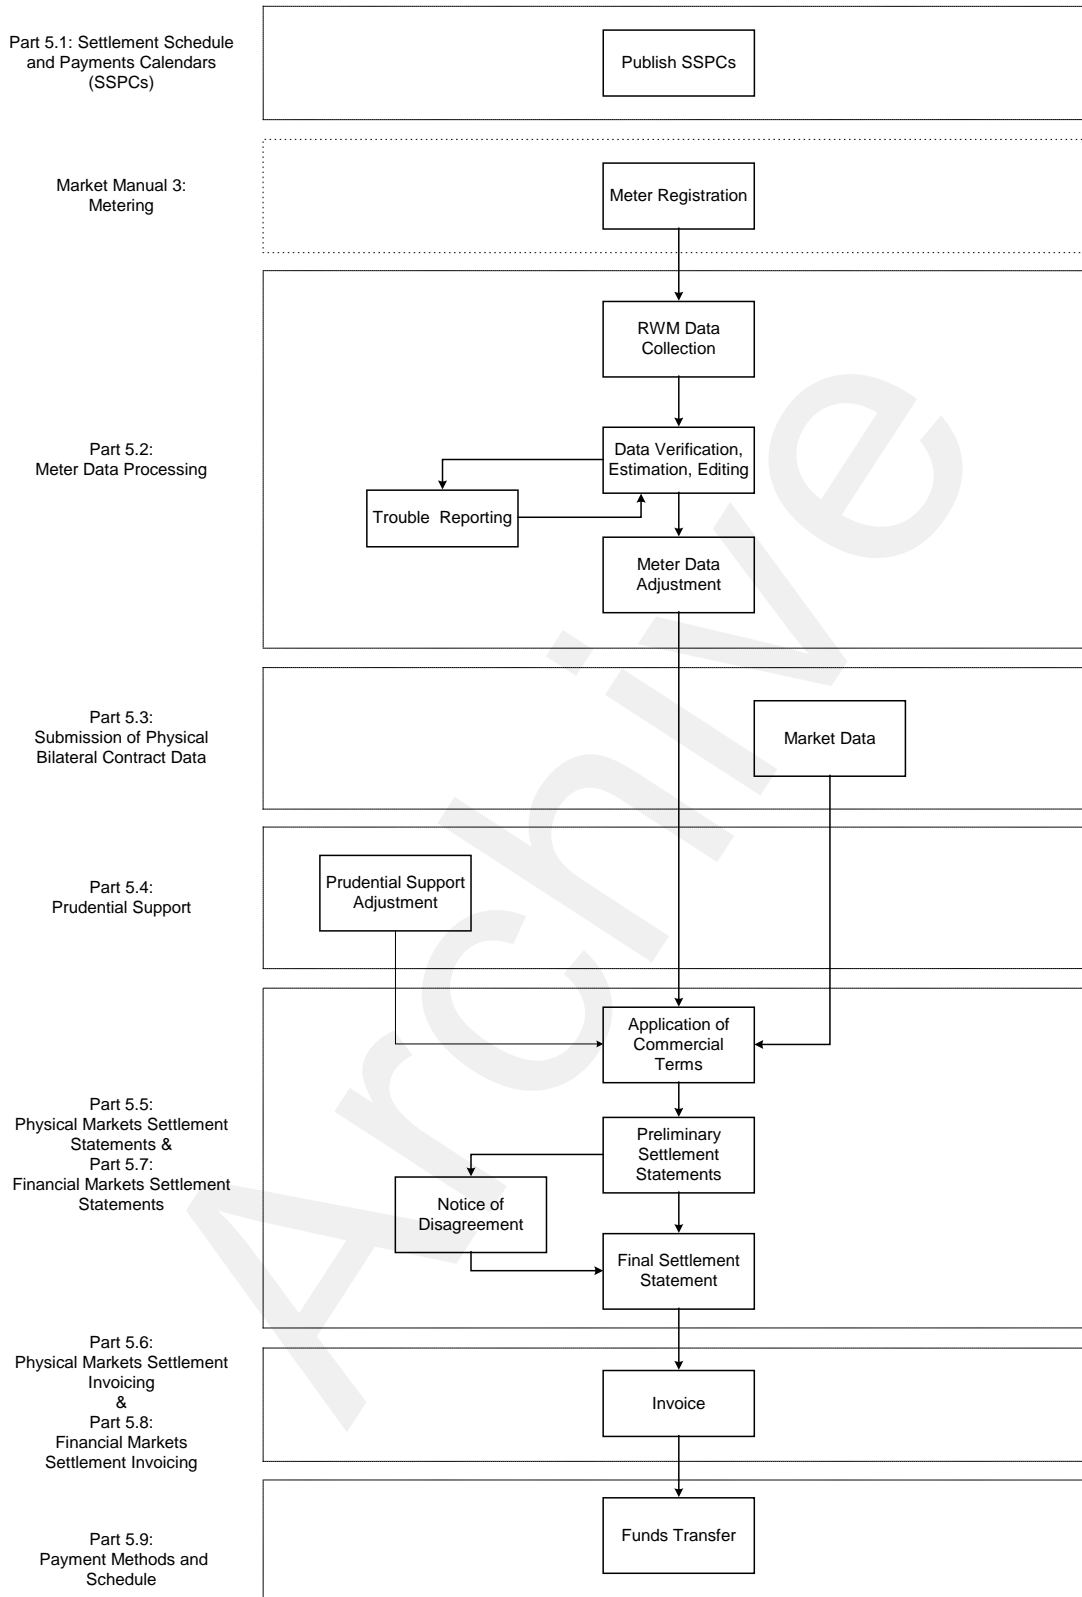 Part 5.1: Settlement Schedule
and Payments Calendars
(SSPCs)
Publish SSPCs
Market Manual 3:
Metering
Meter Registration
RWM Data
Collection
Part 5.2:
Meter Data Processing
Data Verification,
Estimation, Editing
Trouble Reporting
Meter Data
Adjustment
Part 5.3:
Submission of Physical
Bilateral Contract Data
Market Data
Part 5.4:
Prudential Support
Prudential Support
Adjustment
Application of
Commercial
Terms
Part 5.5:
Physical Markets Settlement
Statements &
Part 5.7:
Financial Markets Settlement
Statements
Preliminary
Settlement
Statements
Notice of
Disagreement
Final Settlement
Statement
Part 5.6:
Physical Markets Settlement
Invoicing
&
Part 5.8:
Financial Markets
Settlement Invoicing
Invoice
Part 5.9:
Payment Methods and
Schedule
Funds Transfer
Archive